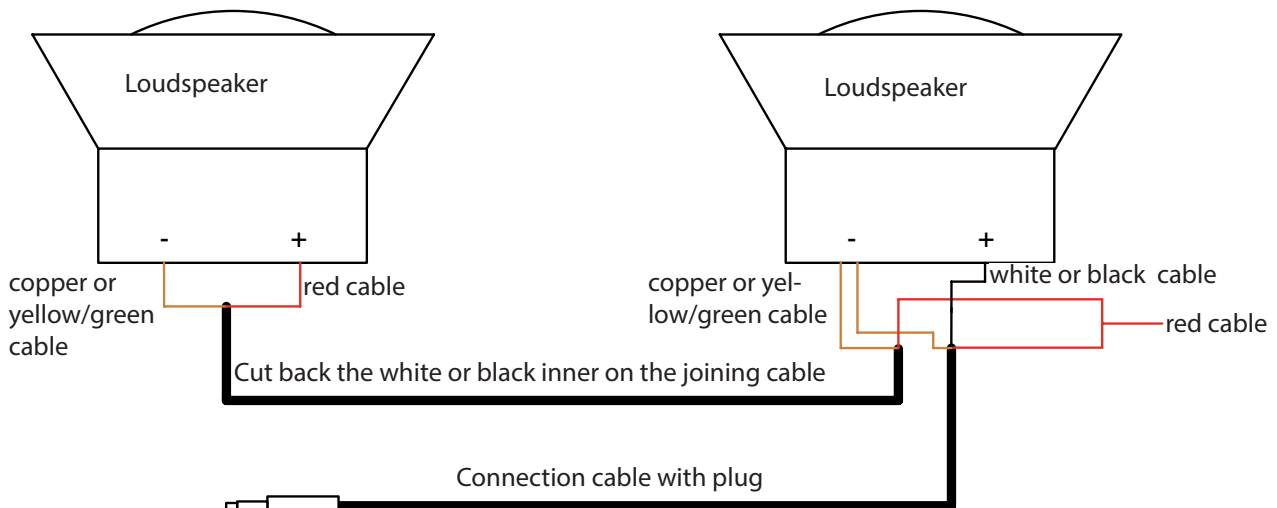 Loudspeaker
Loudspeaker
-
+
-
+
copper or
yellow/green
cable
red cable
copper or yel-
low/green cable
white or black cable
red cable
Cut back the white or black inner on the joining cable
Connection cable with plug